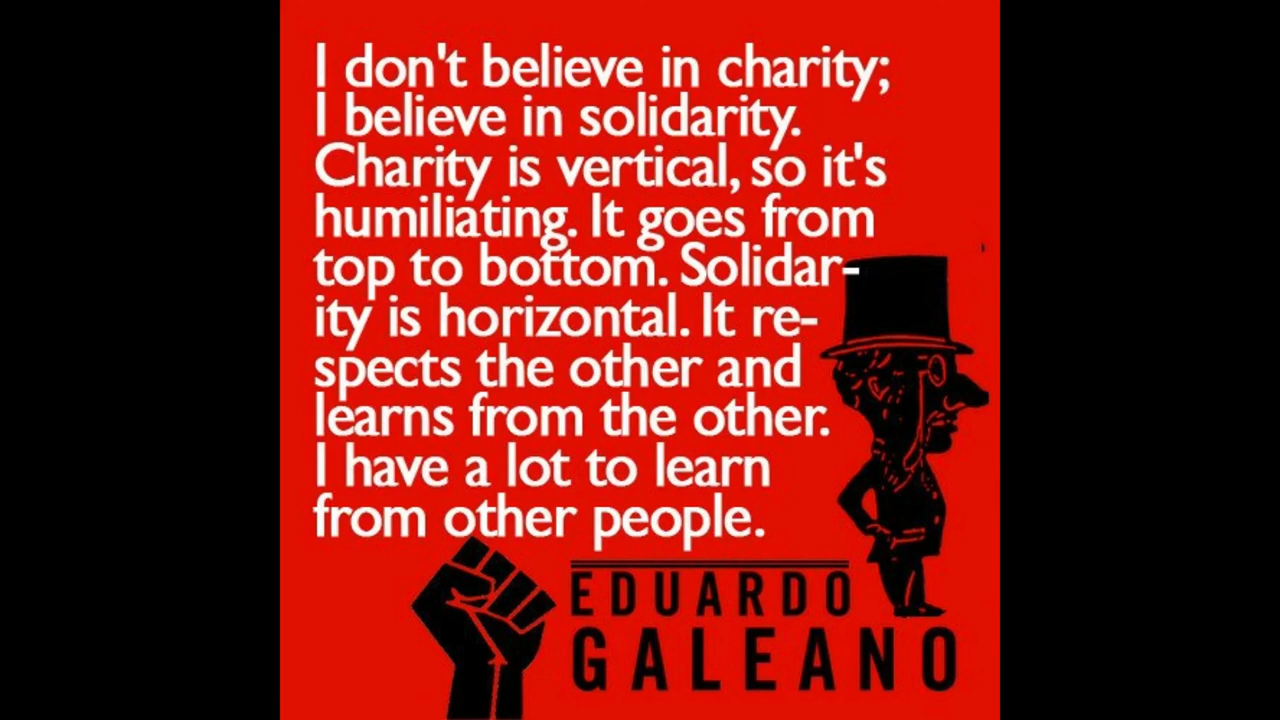 I don't believe in charity;
I believe in solidarity.
Charity is vertical, so it's
humiliating. It goes from
top to bottom. Solidar-
ity is horizontal. It re-
spects the other and
learns from the other.
I have a lot to learn
from other people.
EDUARDO
GALEANO